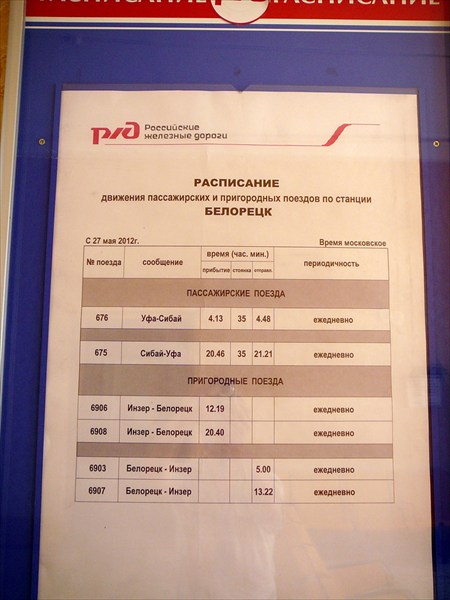 РАСПИСАНИЕ РАСПИСАНИЕ
ржд Российские
железные дороги
РАСПИСАНИЕ
движения пассажирских и пригородных поездов по станции
БЕЛОРЕЦК
С 27 мая 2012г. Время московское
№ поезда сообщение время (час. мин.) периодичность
прибытие стоянка отправл
ПАССАЖИРСКИЕ ПОЕЗДА
676 Уфа-Сибай 4.13 35 4.48 ежедневно
675 Сибай-Уфа 20.46 35 21.21 ежедневно
ПРИГОРОДНЫЕ ПОЕЗДА
6906 Инзер - Белорецк 12.19 ежедневно
6908 Инзер - Белорецк 20.40 ежедневно
6903 Белорецк - Инзер 5.00 ежедневно
6907 Белорецк - Инзер 13.22 ежедневно